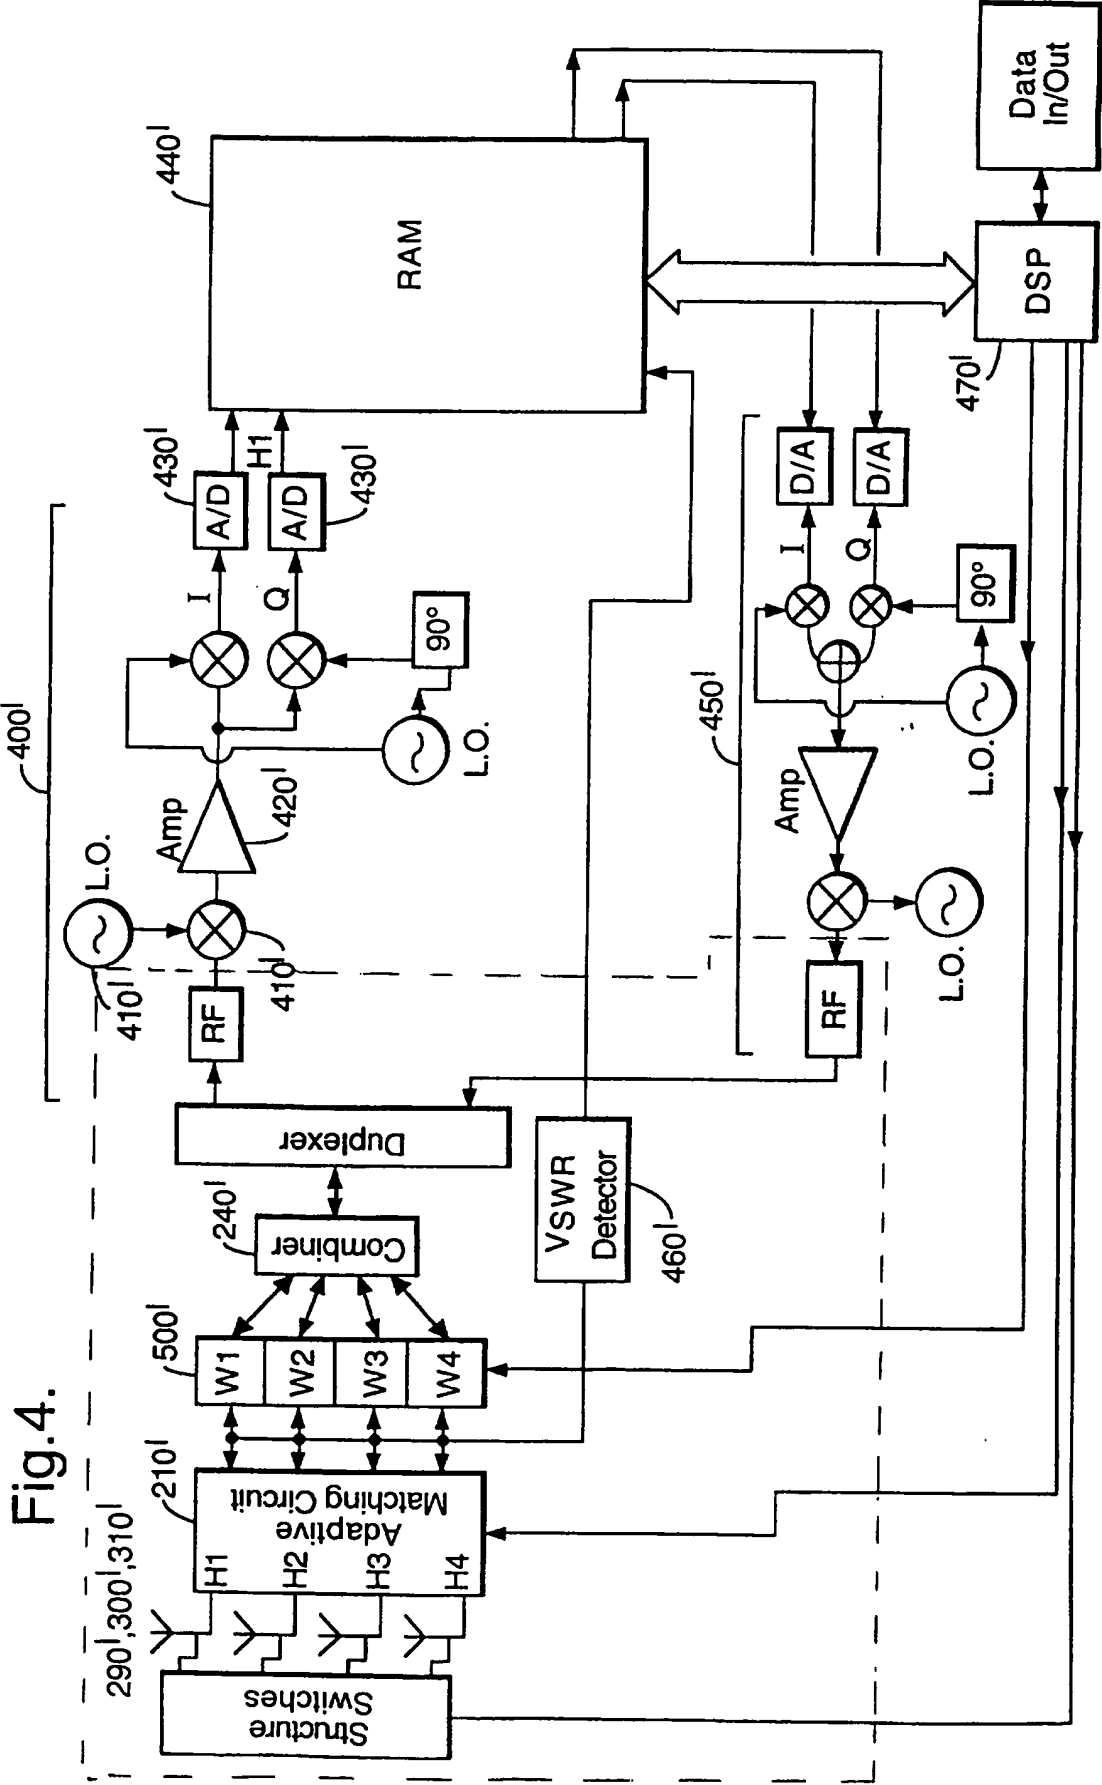 Fig.4.
290',300',310'
Structure
Switches
H1
H2
H3
H4
Adaptive
Matching Circuit
210'
500'
W1
W2
W3
W4
240'
Combiner
Duplexer
VSWR
Detector
460'
400'
RF
410'
L.O.
410'
Amp
420'
L.O.
90°
I
Q
A/D
430'
H1
A/D
430'
440'
RAM
450'
RF
L.O.
Amp
L.O.
90°
I
Q
D/A
D/A
470'
DSP
Data
In/Out